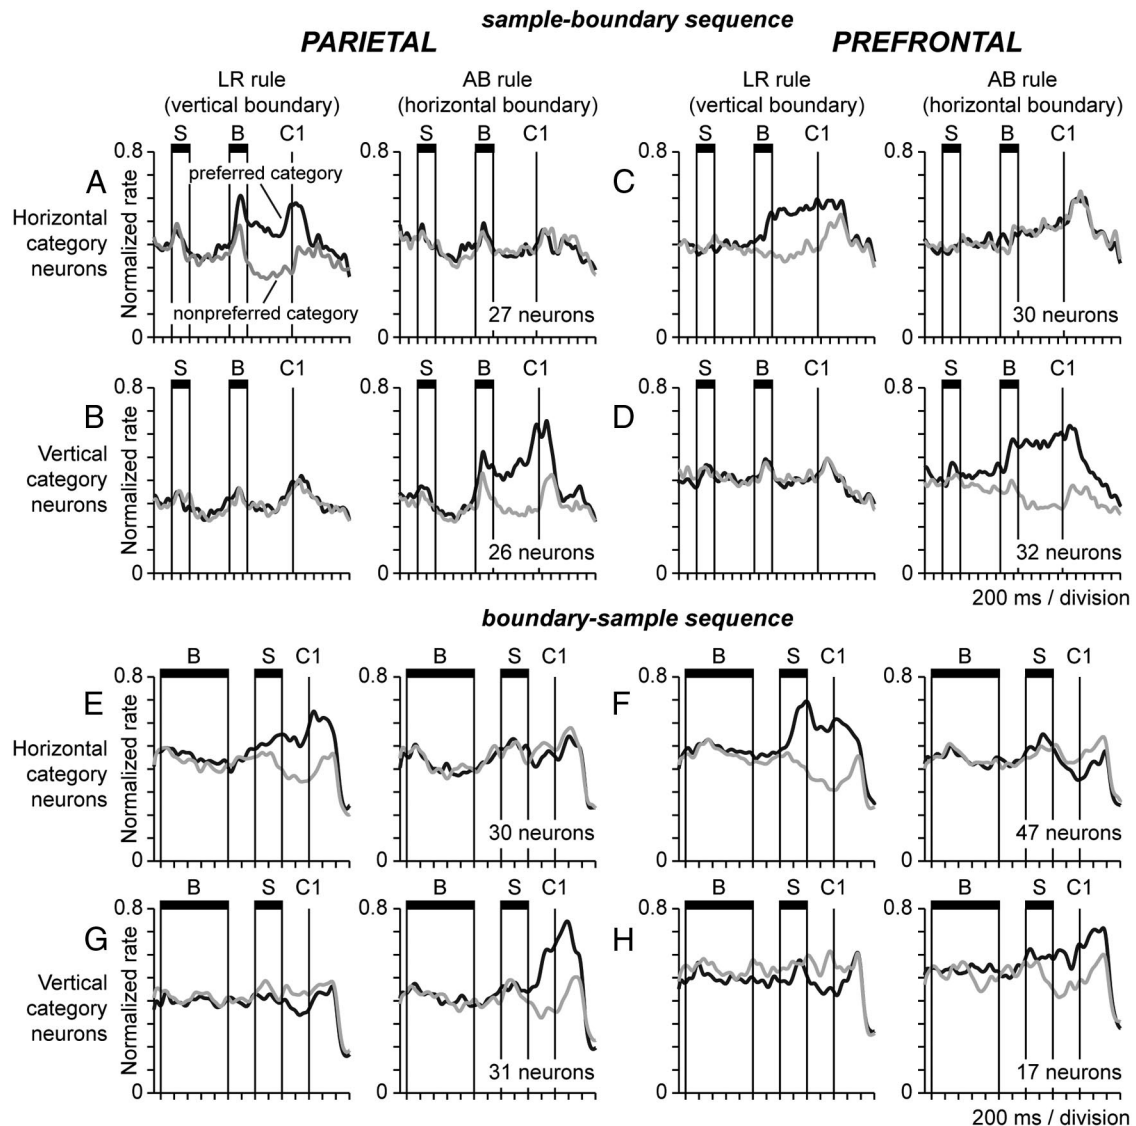 sample-boundary sequence
PARIETAL PREFRONTAL
LR rule AB rule LR rule AB rule
(vertical boundary) (horizontal boundary) (vertical boundary) (horizontal boundary)
S B C1 S B C1 S B C1 S B C1
A 0.8 0.8 C 0.8 0.8
preferred category
Horizontal
category
neurons
Normalized rate
nonpreferred category 27 neurons 30 neurons
0 0 0 0
S B C1 S B C1 S B C1 S B C1
B 0.8 0.8 D 0.8 0.8
Vertical
category
neurons
Normalized rate
26 neurons 32 neurons
0 0 0 0
200 ms / division
boundary-sample sequence
B S C1 B S C1 B S C1 B S C1
E 0.8 0.8 F 0.8 0.8
Horizontal
category
neurons
Normalized rate
30 neurons 47 neurons
0 0 0 0
B S C1 B S C1 B S C1 B S C1
G 0.8 0.8 H 0.8 0.8
Vertical
category
neurons
Normalized rate
31 neurons 17 neurons
0 0 0 0
200 ms / division